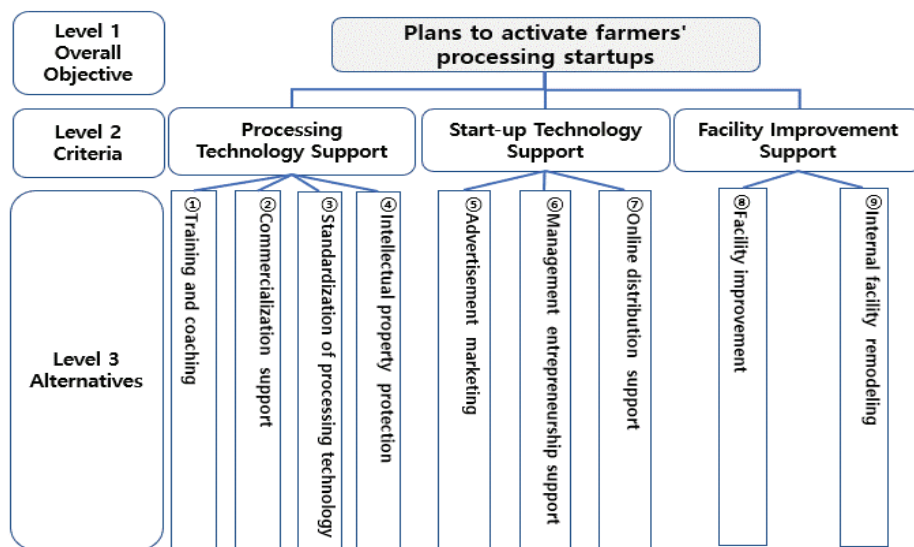 Level 1
Overall
Objective
Plans to activate farmers'
processing startups
Level 2
Criteria
Processing
Technology Support
Start-up Technology
Support
Facility Improvement
Support
Level 3
Alternatives
①Training and coaching
②Commercialization support
③Standardization of processing technology
④Intellectual property protection
⑤Advertisement marketing
⑥Management entrepreneurship support
⑦Online distribution support
⑧Facility improvement
⑨Internal facility remodeling